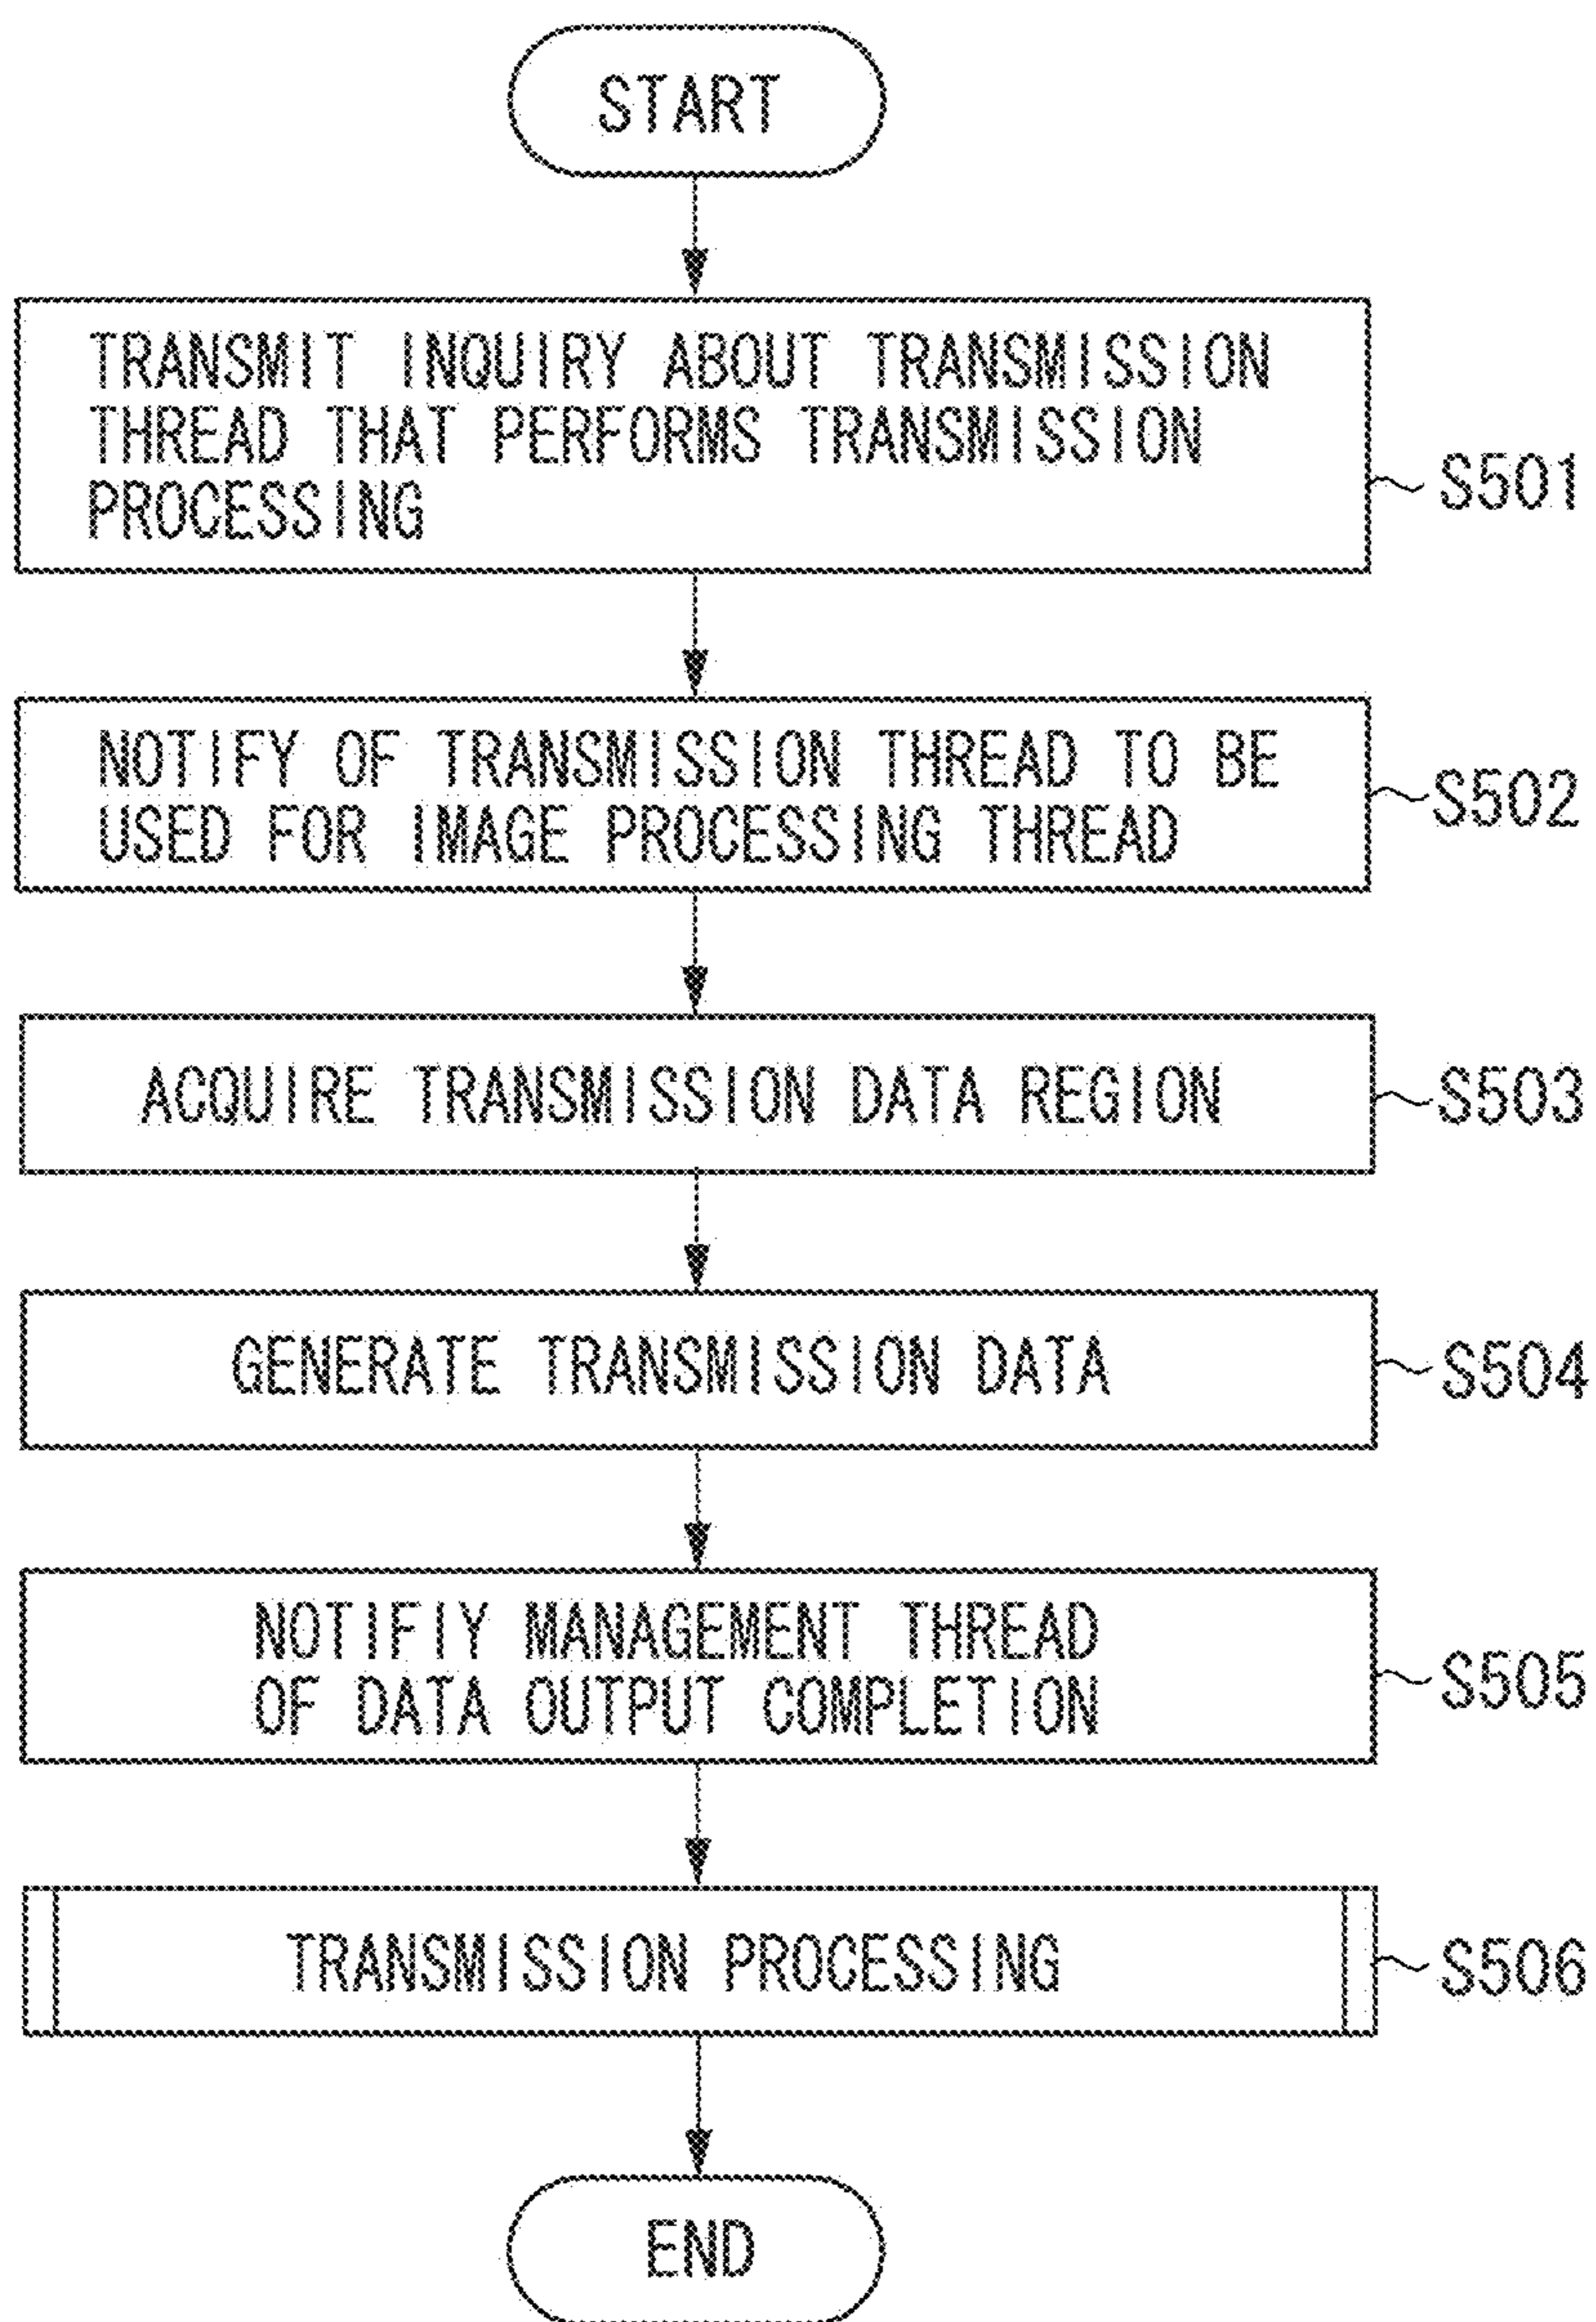 START
TRANSMIT INQUIRY ABOUT TRANSMISSION
THREAD THAT PERFORMS TRANSMISSION
PROCESSING
S501
NOTIFY OF TRANSMISSION THREAD TO BE
USED FOR IMAGE PROCESSING THREAD
S502
ACQUIRE TRANSMISSION DATA REGION
S503
GENERATE TRANSMISSION DATA
S504
NOTIFIY MANAGEMENT THREAD
OF DATA OUTPUT COMPLETION
S505
TRANSMISSION PROCESSING
S506
END